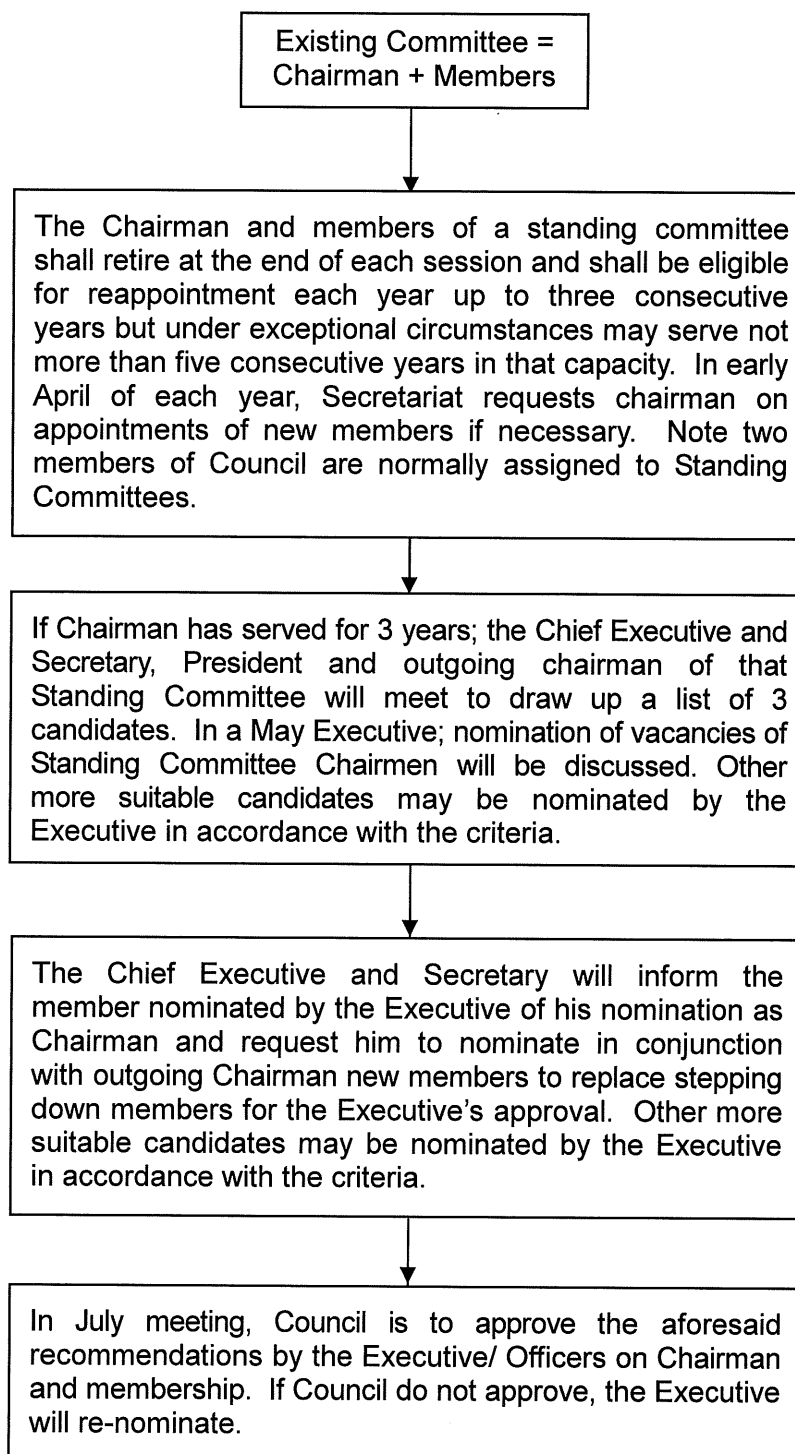 Existing Committee =
Chairman + Members
The Chairman and members of a standing committee
shall retire at the end of each session and shall be eligible
for reappointment each year up to three consecutive
years but under exceptional circumstances may serve not
more than five consecutive years in that capacity. In early
April of each year, Secretariat requests chairman on
appointments of new members if necessary. Note two
members of Council are normally assigned to Standing
Committees.
If Chairman has served for 3 years; the Chief Executive and
Secretary, President and outgoing chairman of that
Standing Committee will meet to draw up a list of 3
candidates. In a May Executive; nomination of vacancies of
Standing Committee Chairmen will be discussed. Other
more suitable candidates may be nominated by the
Executive in accordance with the criteria.
The Chief Executive and Secretary will inform the
member nominated by the Executive of his nomination as
Chairman and request him to nominate in conjunction
with outgoing Chairman new members to replace stepping
down members for the Executive's approval. Other more
suitable candidates may be nominated by the Executive
in accordance with the criteria.
In July meeting, Council is to approve the aforesaid
recommendations by the Executive/ Officers on Chairman
and membership. If Council do not approve, the Executive
will re-nominate.